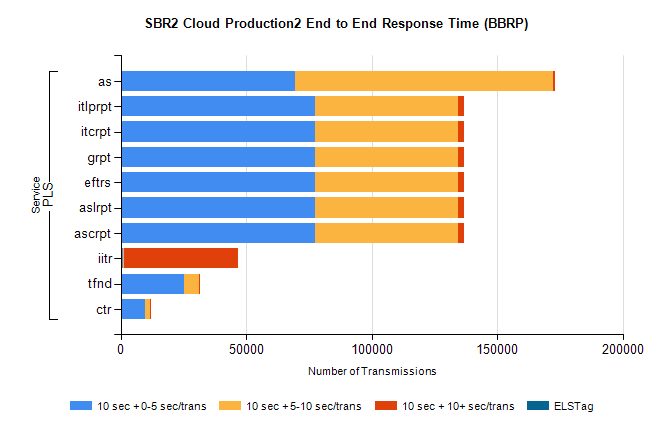 SBR2 Cloud Production2 End to End Response Time (BBRP)
as
itlprpt
itcrpt
grpt
eftrs
aslrpt
ascrpt
iitr
tfnd
ctr
Service
PLS
0
50000
100000
150000
200000
Number of Transmissions
10 sec +0-5 sec/trans
10 sec +5-10 sec/trans
10 sec + 10+ sec/trans
ELSTag